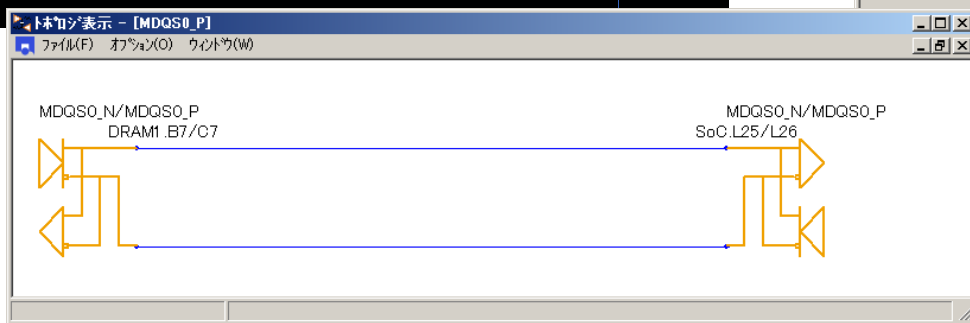 トポロジ表示 - [MDQS0_P]
ファイル(F) オプション(O) ウィンドウ(W)
MDQS0_N/MDQS0_P
DRAM1.B7/C7
MDQS0_N/MDQS0_P
SoC.L25/L26